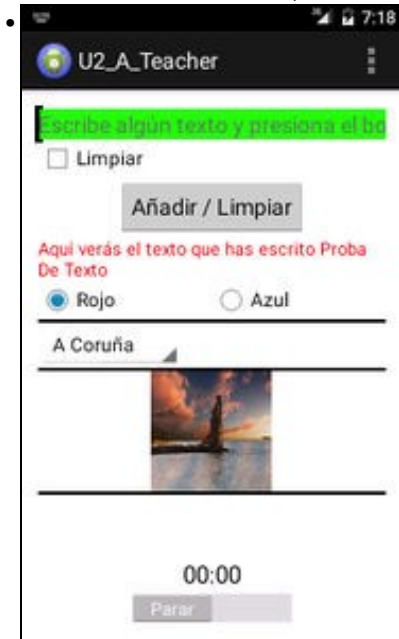 7:18
U2_A_Teacher
Escribe algún texto y presiona el bo
Limpiar
Añadir / Limpiar
Aquí verás el texto que has escrito Proba
De Texto
Rojo Azul
A Coruña
00:00
Parar